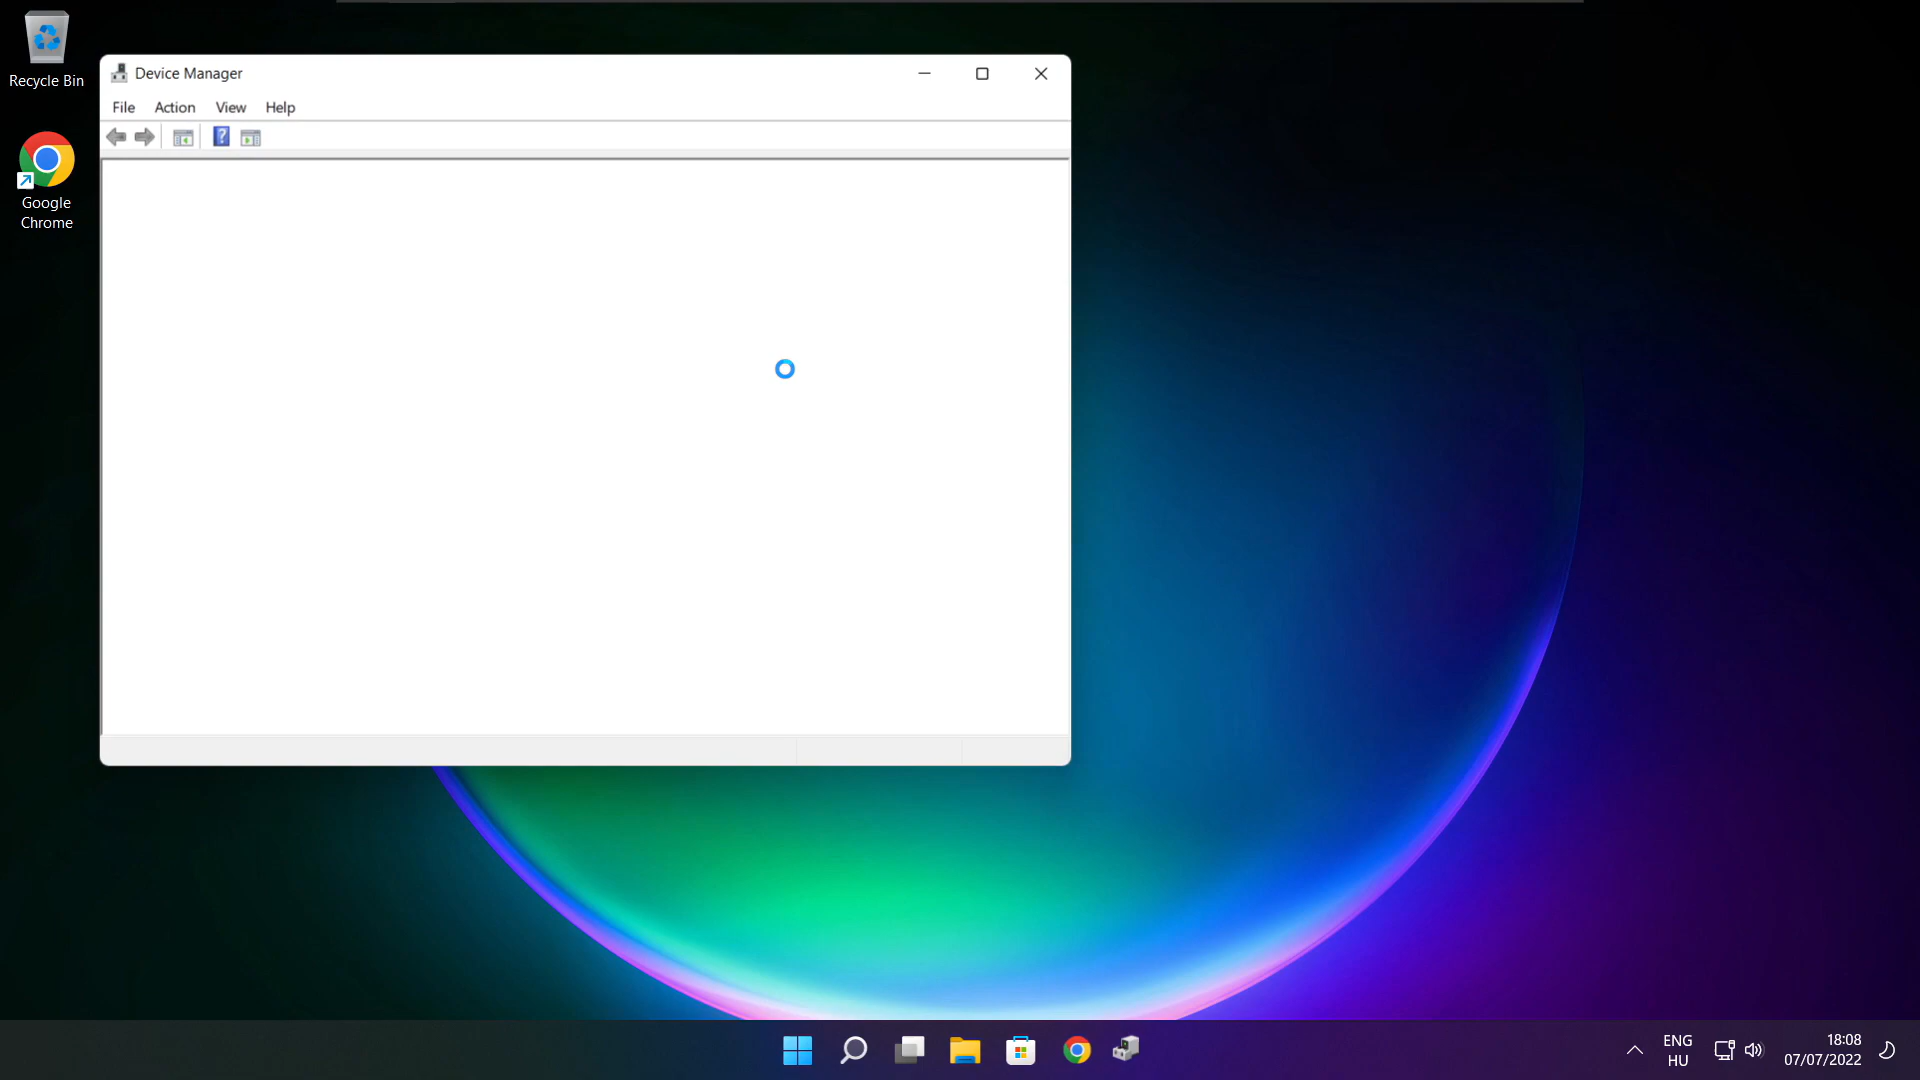 Recycle Bin
Google
Chrome
Device Manager
File Action View Help
?
ENG
HU
18:08
07/07/2022